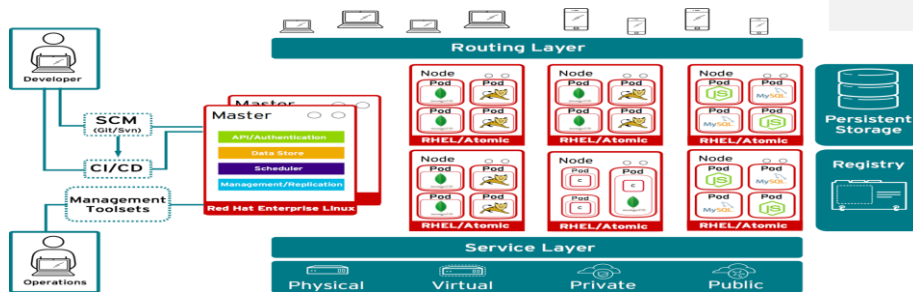 Routing Layer
Developer
SCM
(Git/Svn)
CI/CD
Management
Toolsets
Operations
Master
Master
API/Authentication
Data Store
Scheduler
Management/Replication
Red Hat Enterprise Linux
Node
Pod Pod
Pod Pod
RHEL/Atomic
Node
Pod Pod
Pod Pod
RHEL/Atomic
Node
Pod Pod
JS MySQL
Pod Pod
MySQL JS
RHEL/Atomic
Node
Pod Pod
Pod Pod
RHEL/Atomic
Node
Pod Pod
C C
Pod
C
RHEL/Atomic
Node
Pod Pod
JS MySQL
Pod Pod
MySQL JS
RHEL/Atomic
Persistent
Storage
Registry
Service Layer
Physical Virtual Private Public